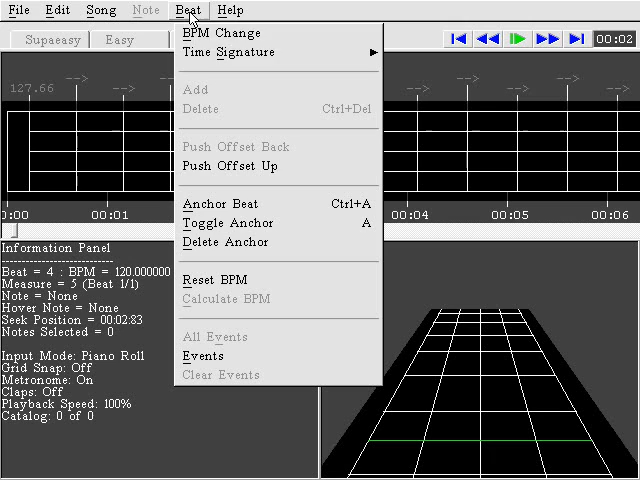 File Edit Song Note Beat Help
Supaeasy Easy
00:02
BPM Change
Time Signature
Add
Delete Ctrl+Del
Push Offset Back
Push Offset Up
Anchor Beat Ctrl+A
Toggle Anchor A
Delete Anchor
Reset BPM
Calculate BPM
All Events
Events
Clear Events
--> --> --> --> --> -->
127.66 --> --> --> -->
0:00 00:01 00:04 00:05 00:06
Information Panel
----------------------------
Beat = 4 : BPM = 120.000000
Measure = 5 (Beat 1/1)
Note = None
Hover Note = None
Seek Position = 00:02:83
Notes Selected = 0
Input Mode: Piano Roll
Grid Snap: Off
Metronome: On
Claps: Off
Playback Speed: 100%
Catalog: 0 of 0